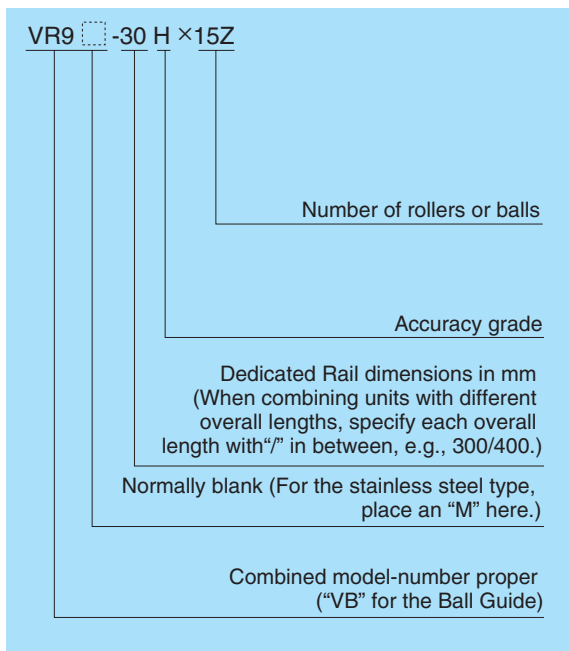 VR9 -30 H ×15Z
Number of rollers or balls
Accuracy grade
Dedicated Rail dimensions in mm
(When combining units with different
overall lengths, specify each overall
length with“/” in between, e.g., 300/400.)
Normally blank (For the stainless steel type,
place an “M” here.)
Combined model-number proper
(“VB” for the Ball Guide)